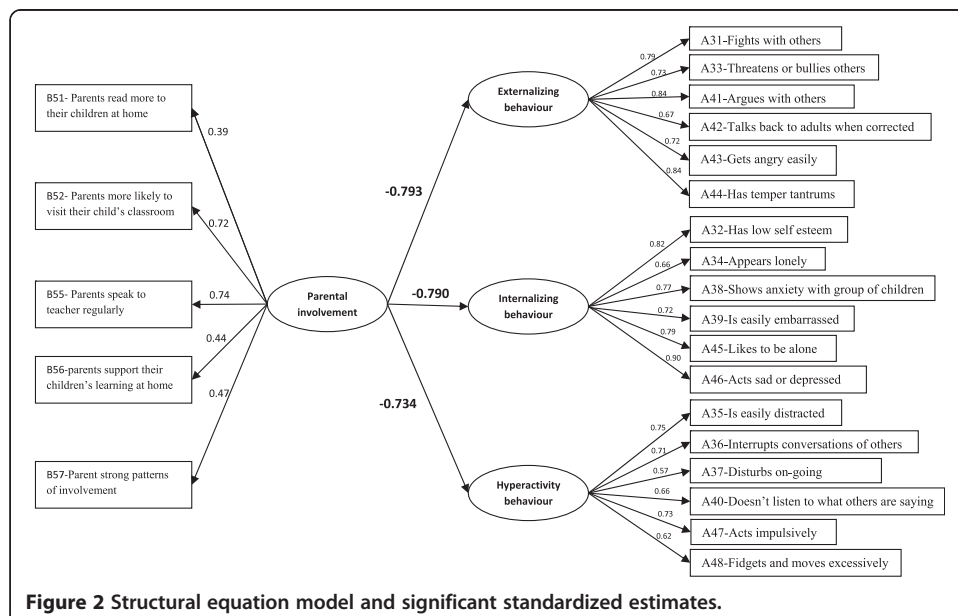 B51- Parents read more to
their children at home
0.39
B52- Parents more likely to
visit their child's classroom
0.72
B55- Parents speak to
teacher regularly
0.74
B56-parents support their
children's learning at home
0.44
B57-Parent strong patterns
of involvement
0.47
Parental
involvement
-0.793
-0.790
-0.734
Externalizing
behaviour
0.79
A31-Fights with others
0.73
A33-Threatens or bullies others
0.84
A41-Argues with others
0.67
A42-Talks back to adults when corrected
0.72
A43-Gets angry easily
0.84
A44-Has temper tantrums
Internalizing
behaviour
0.82
A32-Has low self esteem
0.66
A34-Appears lonely
0.77
A38-Shows anxiety with group of children
0.72
A39-Is easily embarrassed
0.79
A45-Likes to be alone
0.90
A46-Acts sad or depressed
Hyperactivity
behaviour
0.75
A35-Is easily distracted
0.71
A36-Interrupts conversations of others
0.57
A37-Disturbs on-going
0.66
A40-Doesn't listen to what others are saying
0.73
A47-Acts impulsively
0.62
A48-Fidgets and moves excessively
Figure 2 Structural equation model and significant standardized estimates.